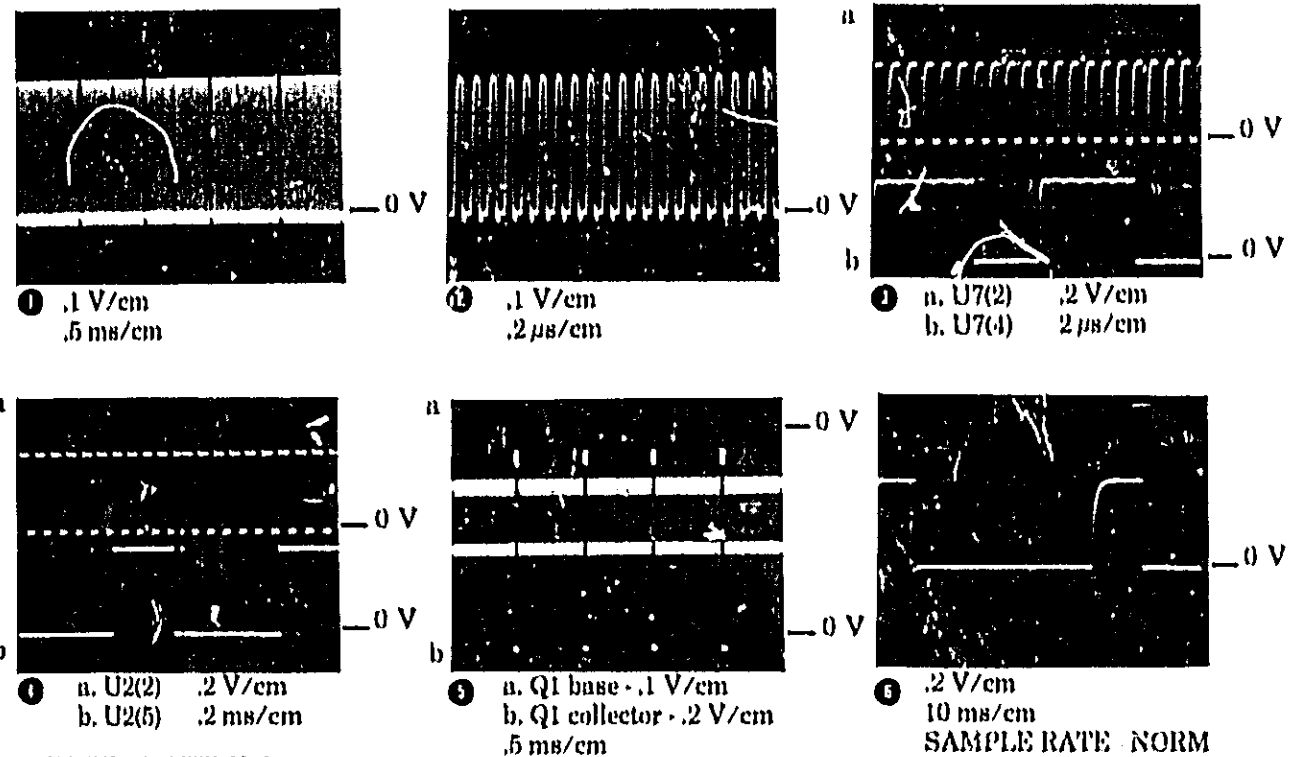 a
0 V
0 V
0 V
b
0 V
1 .1 V/cm
.5 ms/cm
.1 V/cm
.2 μs/cm
3 a. U7(2) .2 V/cm
b. U7(4) 2 μs/cm
a
0 V
0 V
b
a
0 V
0 V
b
0 V
4 a. U2(2) .2 V/cm
b. U2(5) .2 ms/cm
5 a. Q1 base - .1 V/cm
b. Q1 collector - .2 V/cm
.5 ms/cm
6 .2 V/cm
10 ms/cm
SAMPLE RATE NORM